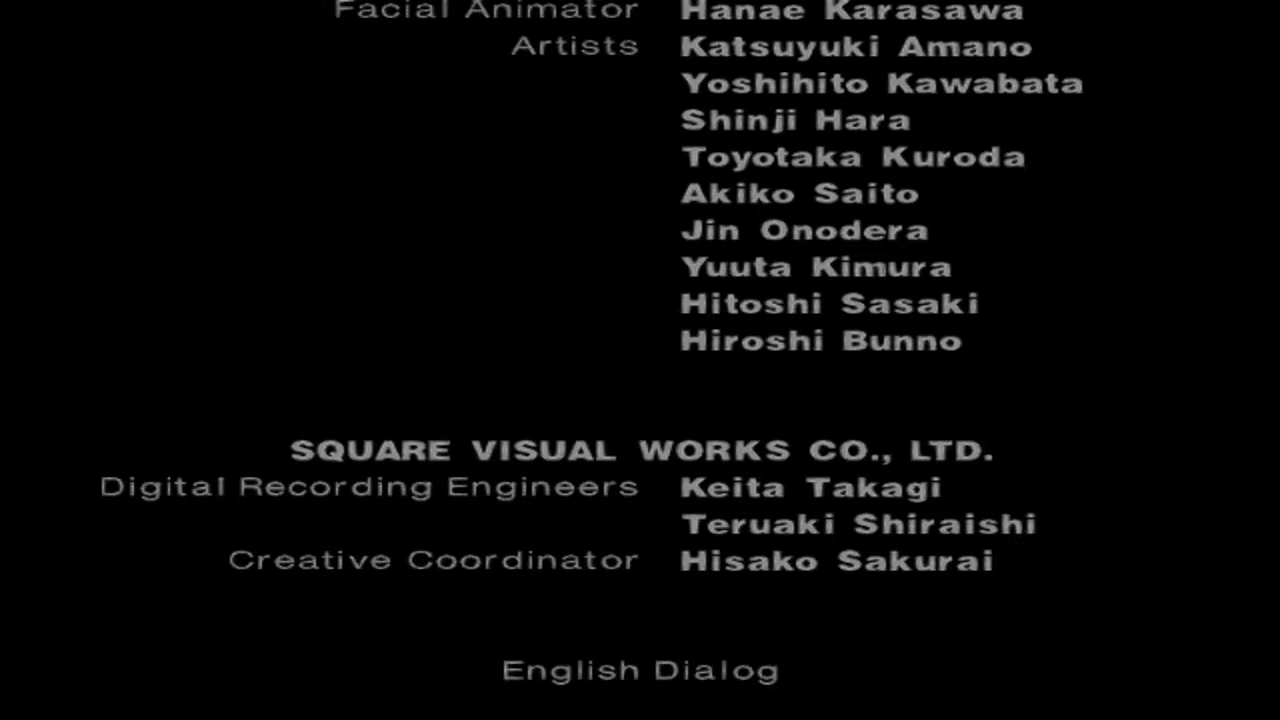 Facial Animator Hanae Karasawa
Artists Katsuyuki Amano
Yoshihito Kawabata
Shinji Hara
Toyotaka Kuroda
Akiko Saito
Jin Onodera
Yuuta Kimura
Hitoshi Sasaki
Hiroshi Bunno
SQUARE VISUAL WORKS CO., LTD.
Digital Recording Engineers Keita Takagi
Teruaki Shiraishi
Creative Coordinator Hisako Sakurai
English Dialog